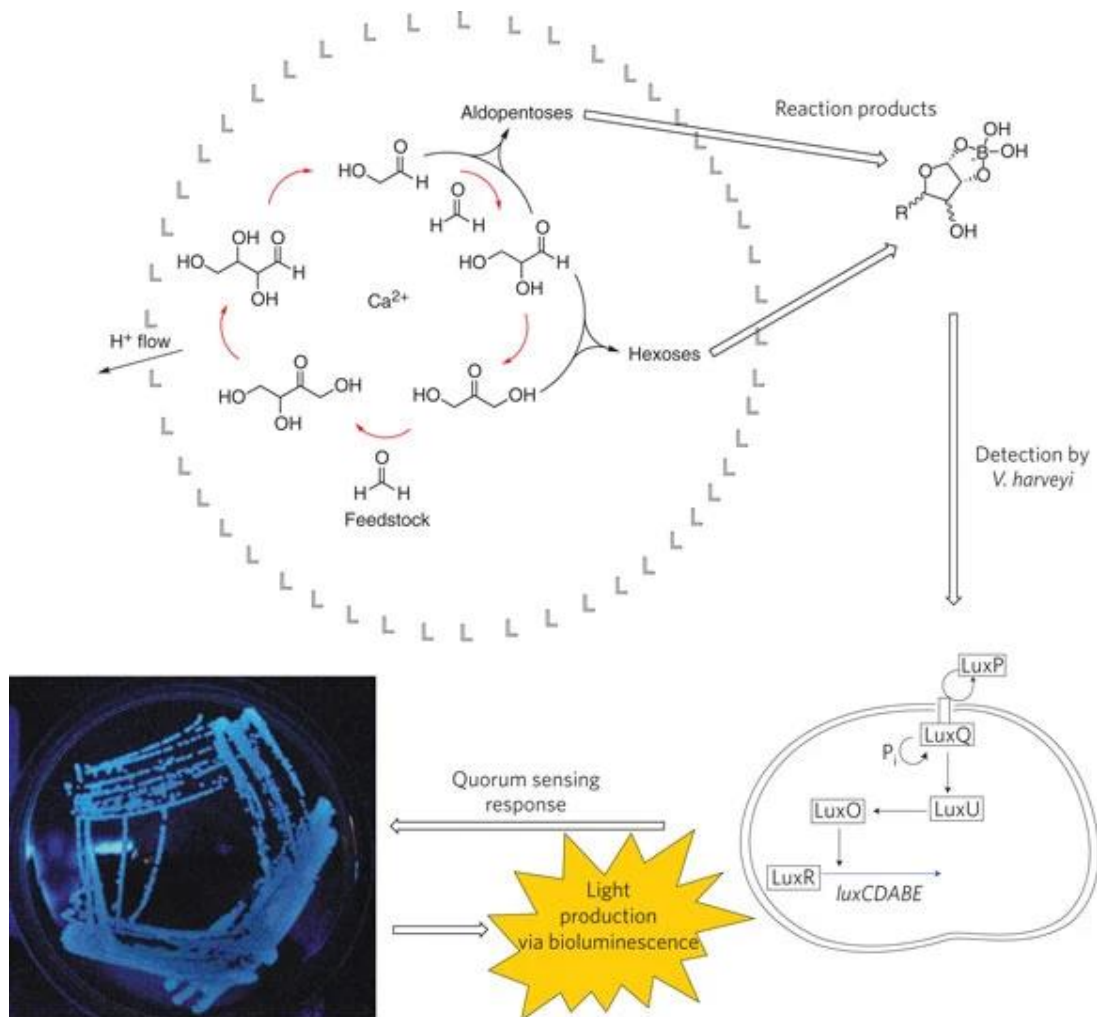 L L L L L L L L L L L L L L L L L L L L L L L L L L L L L L L L L L L L L L L L L L L L L L L L
Aldopentoses
Reaction products
HO O H
O H H
OH O HO H OH
HO O H OH
Ca2+
H+ flow
HO O OH OH
HO O OH
Hexoses
O H H
Feedstock
O B OH OH O O R OH
Detection by
V. harveyi
LuxP
LuxQ
Pi
LuxO
LuxU
LuxR
luxCDABE
Quorum sensing
response
Light
production
via bioluminescence